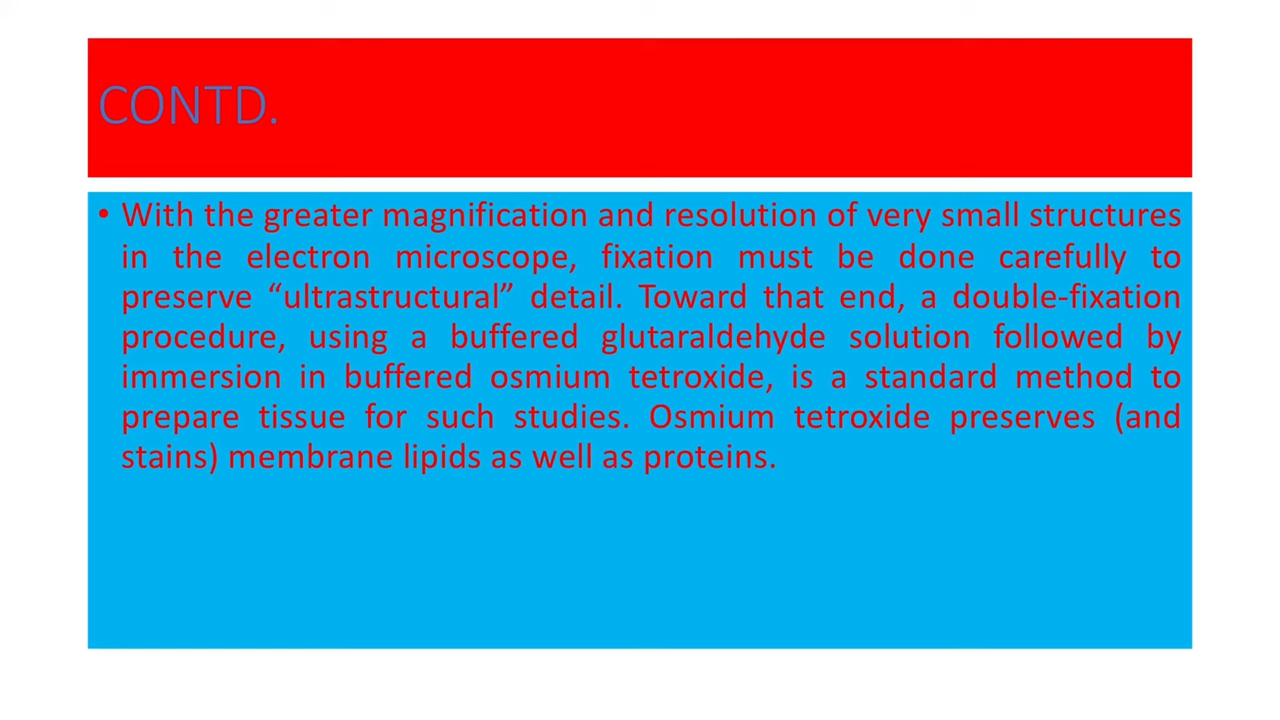 CONTD.
• With the greater magnification and resolution of very small structures
in the electron microscope, fixation must be done carefully to
preserve “ultrastructural” detail. Toward that end, a double-fixation
procedure, using a buffered glutaraldehyde solution followed by
immersion in buffered osmium tetroxide, is a standard method to
prepare tissue for such studies. Osmium tetroxide preserves (and
stains) membrane lipids as well as proteins.